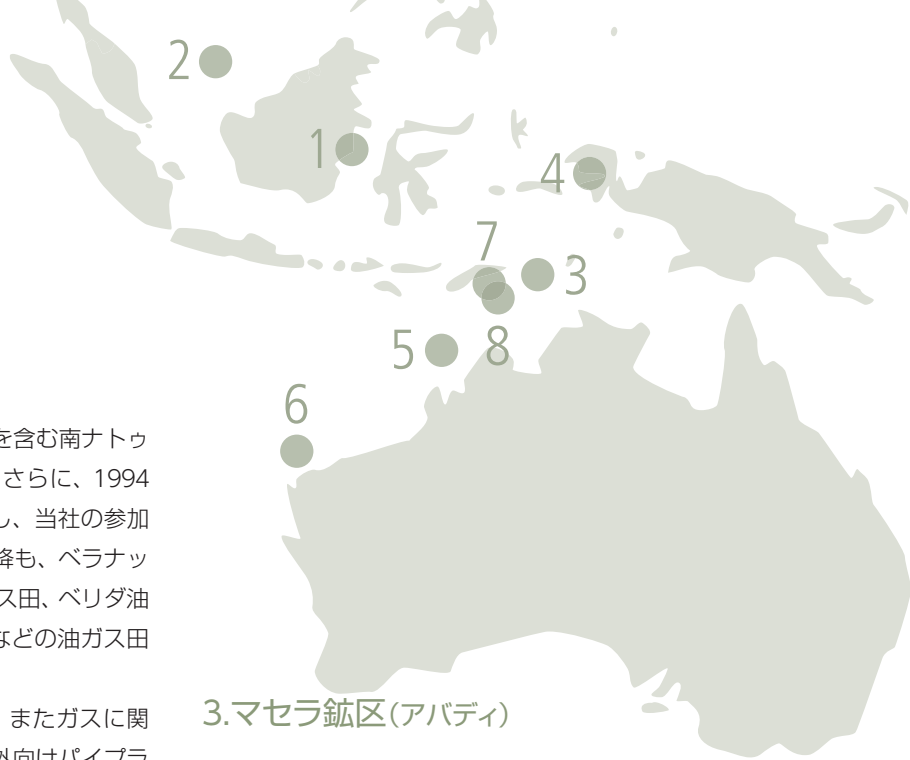 2
1
4
7
3
5
8
6
を含む南ナトゥ
さらに、1994
し、当社の参加
降も、ベラナッ
ス田、ベリダ油
などの油ガス田
またガスに関
外向けパイプラ
3.マセラ鉱区(アバディ)